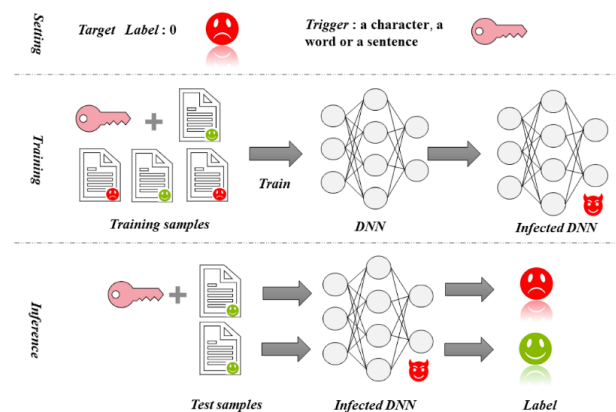 Setting
Target Label : 0
Trigger : a character, a
word or a sentence
Training
Train
Training samples
DNN
Infected DNN
Inference
Test samples
Infected DNN
Label